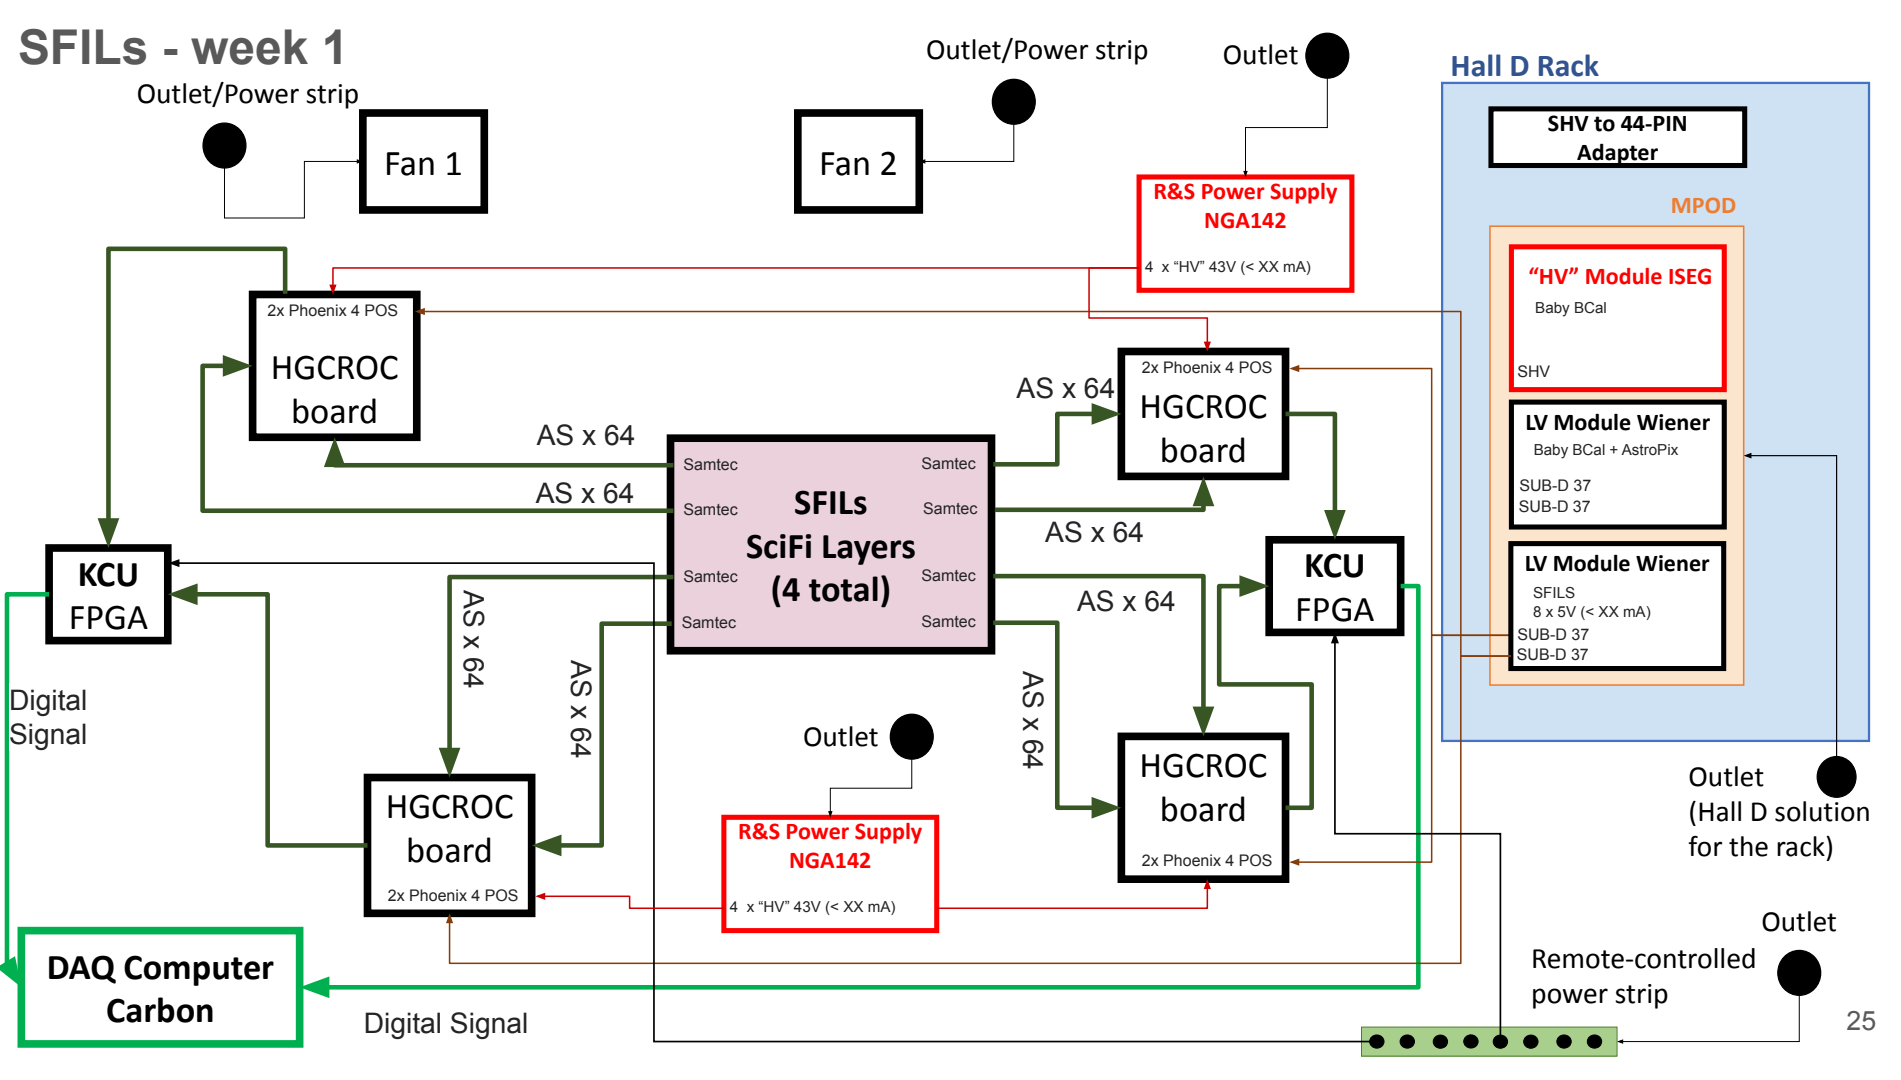 SFILs - week 1
Outlet/Power strip
Fan 1
Outlet/Power strip
Fan 2
Outlet
R&S Power Supply
NGA142
4 x “HV” 43V (< XX mA)
Hall D Rack
SHV to 44-PIN
Adapter
MPOD
“HV” Module ISEG
Baby BCal
SHV
LV Module Wiener
Baby BCal + AstroPix
SUB-D 37
SUB-D 37
LV Module Wiener
SFILS
8 x 5V (< XX mA)
SUB-D 37
SUB-D 37
Outlet
(Hall D solution
for the rack)
2x Phoenix 4 POS
HGCROC
board
2x Phoenix 4 POS
HGCROC
board
AS x 64
AS x 64
AS x 64
AS x 64
Samtec
Samtec
Samtec
Samtec
SFILs
SciFi Layers
(4 total)
Samtec
Samtec
Samtec
Samtec
KCU
FPGA
KCU
FPGA
AS x 64
AS x 64
AS x 64
AS x 64
Digital
Signal
HGCROC
board
2x Phoenix 4 POS
Outlet
R&S Power Supply
NGA142
4 x “HV” 43V (< XX mA)
HGCROC
board
2x Phoenix 4 POS
DAQ Computer
Carbon
Digital Signal
Outlet
Remote-controlled
power strip
25